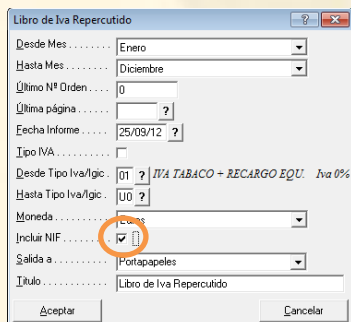 Libro de Iva Repercutido
Desde Mes . . . . . . . . Enero
Hasta Mes . . . . . . . . Diciembre
Último Nº Orden . . . . 0
Última página . . . . . . ?
Fecha Informe . . . . . 25/09/12 ?
Tipo IVA . . . . . . . . . .
Desde Tipo Iva/Igic . 01 ? IVA TABACO + RECARGO EQU. Iva 0%
Hasta Tipo Iva/Igic . U0 ?
Moneda . . . . . . . . . . . Euros
Incluir NIF . . . . . . . .
Salida a . . . . . . . . . . Portapapeles
Titulo . . . . . . . . . . . . Libro de Iva Repercutido
Aceptar Cancelar